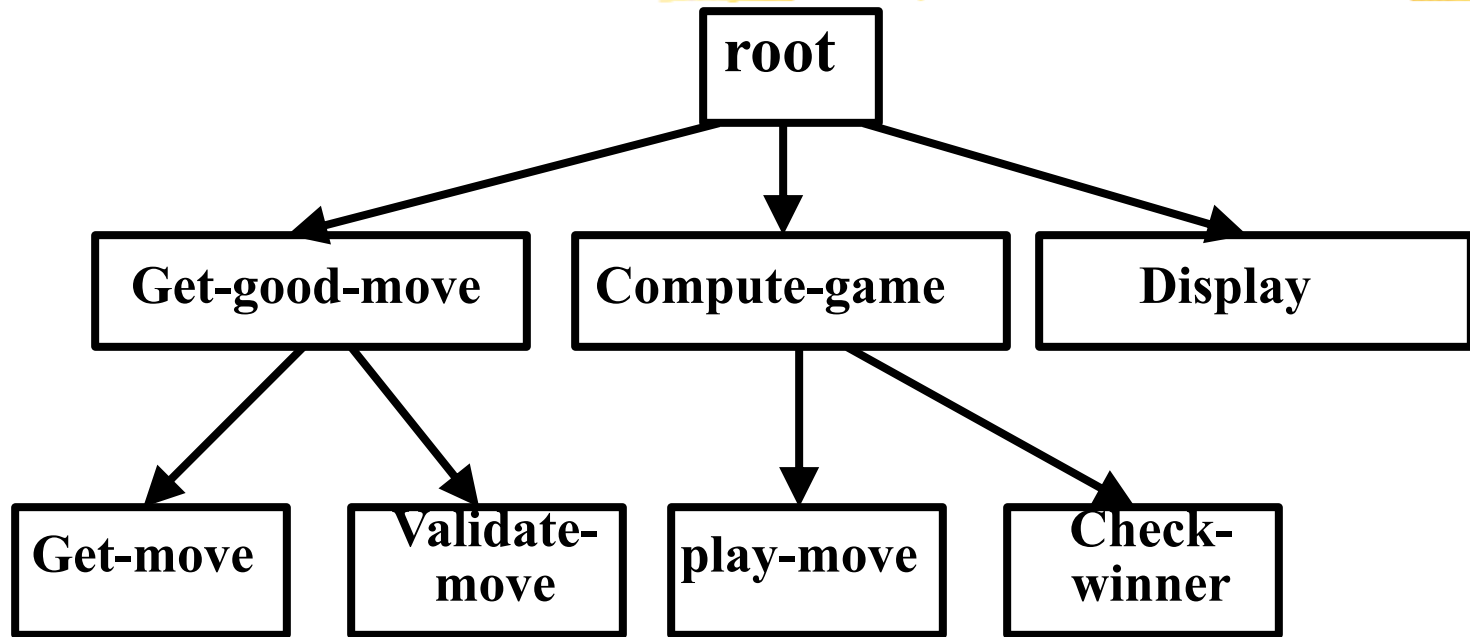 root
Get-good-move
Compute-game
Display
Get-move
Validate-
move
play-move
Check-
winner